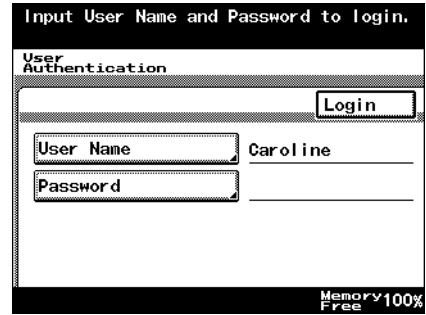 Input User Name and Password to login.
User
Authentication
Login
User Name
Caroline
Password
Memory
Free 100%